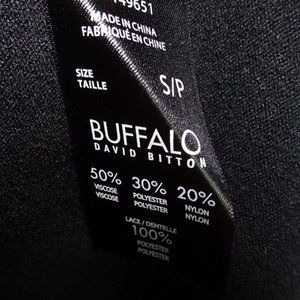 149651
MADE IN CHINA
FABRIQUÉ EN CHINE
SIZE
TAILLE
S/P
BUFFALO
DAVID BITTON
50% 30% 20%
VISCOSE POLYESTER NYLON
VISCOSE POLYESTER NYLON
LACE / DENTELLE
100%
POLYESTER
POLYESTER